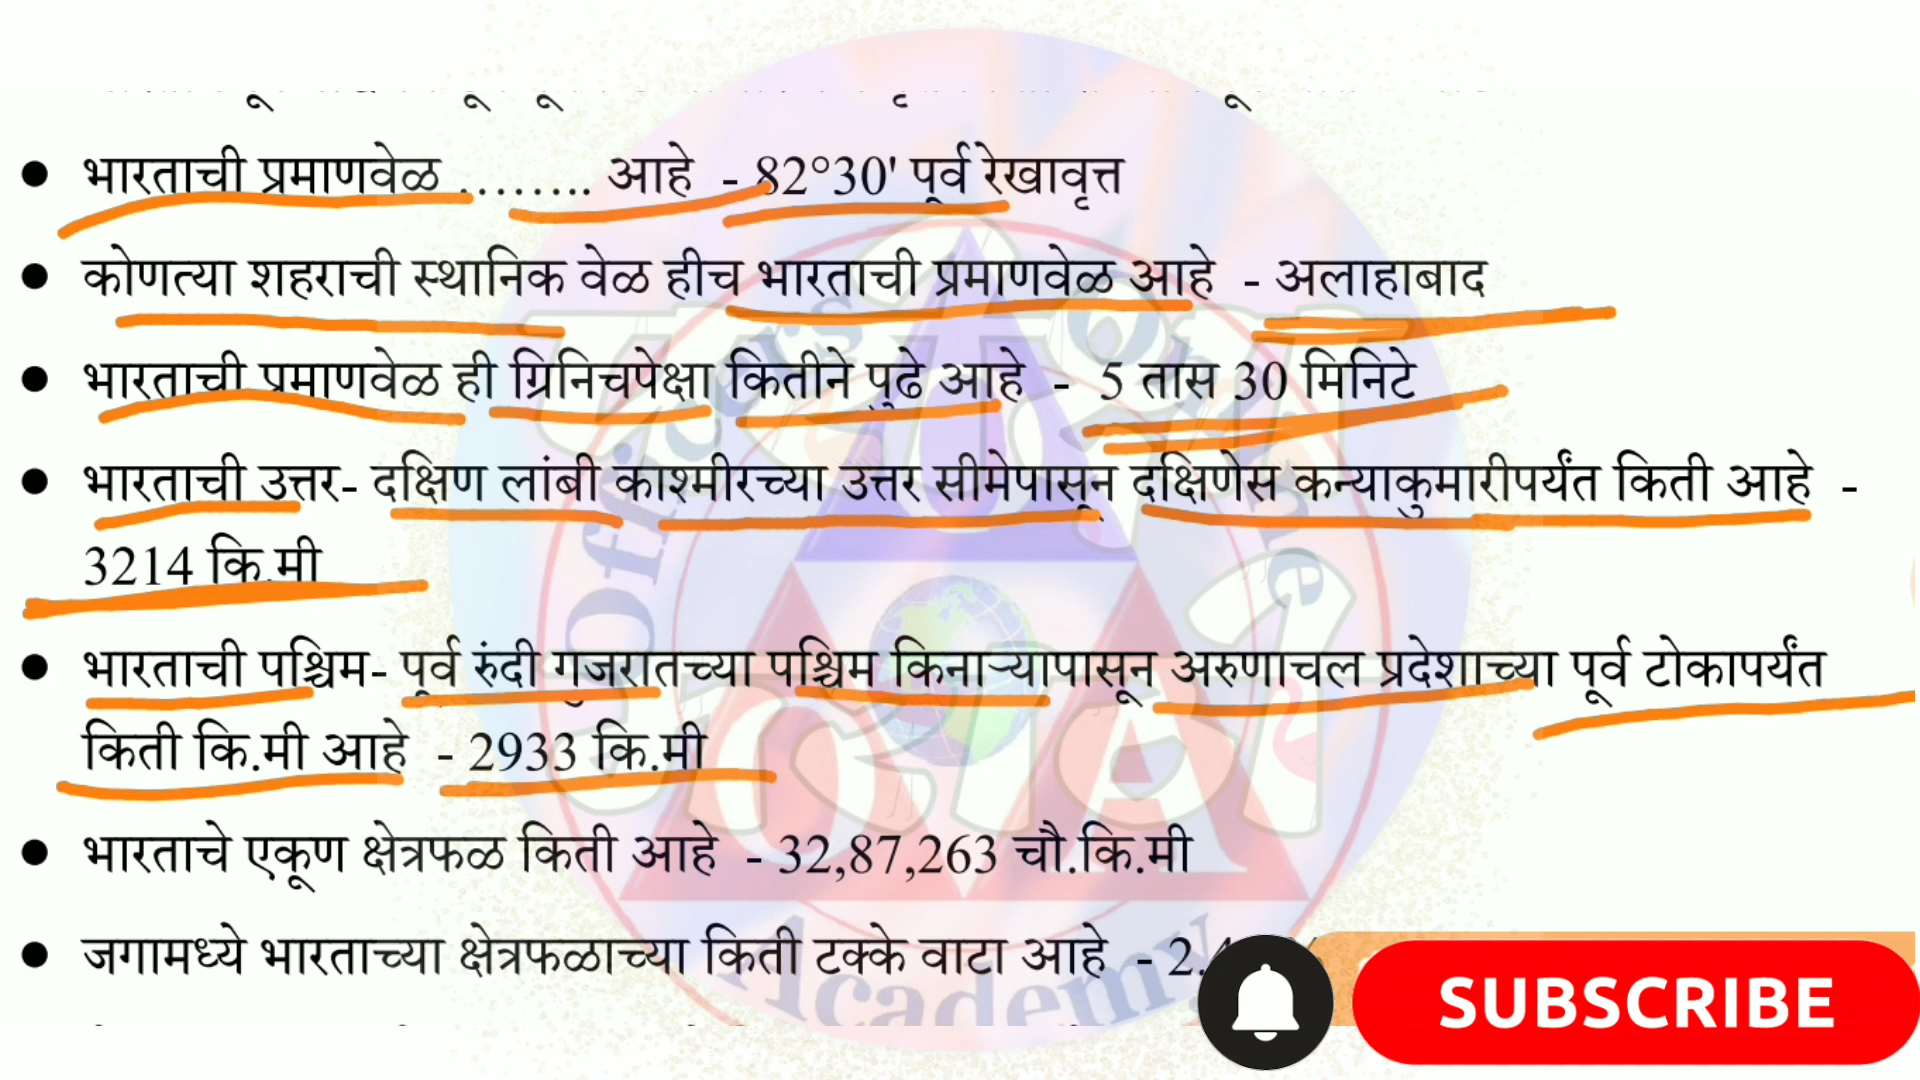 ● भारताची प्रमाणवेळ ........ आहे - 82°30' पूर्व रेखावृत्त
● कोणत्या शहराची स्थानिक वेळ हीच भारताची प्रमाणवेळ आहे - अलाहाबाद
● भारताची प्रमाणवेळ ही ग्रिनिचपेक्षा कितीने पुढे आहे - 5 तास 30 मिनिटे
● भारताची उत्तर- दक्षिण लांबी काश्मीरच्या उत्तर सीमेपासून दक्षिणेस कन्याकुमारीपर्यंत किती आहे -
3214 कि.मी
● भारताची पश्चिम- पूर्व रुंदी गुजरातच्या पश्चिम किनाऱ्यापासून अरुणाचल प्रदेशाच्या पूर्व टोकापर्यंत
किती कि.मी आहे - 2933 कि.मी
● भारताचे एकूण क्षेत्रफळ किती आहे - 32,87,263 चौ.कि.मी
● जगामध्ये भारताच्या क्षेत्रफळाच्या किती टक्के वाटा आहे -
SUBSCRIBE
Officers Online
Academy